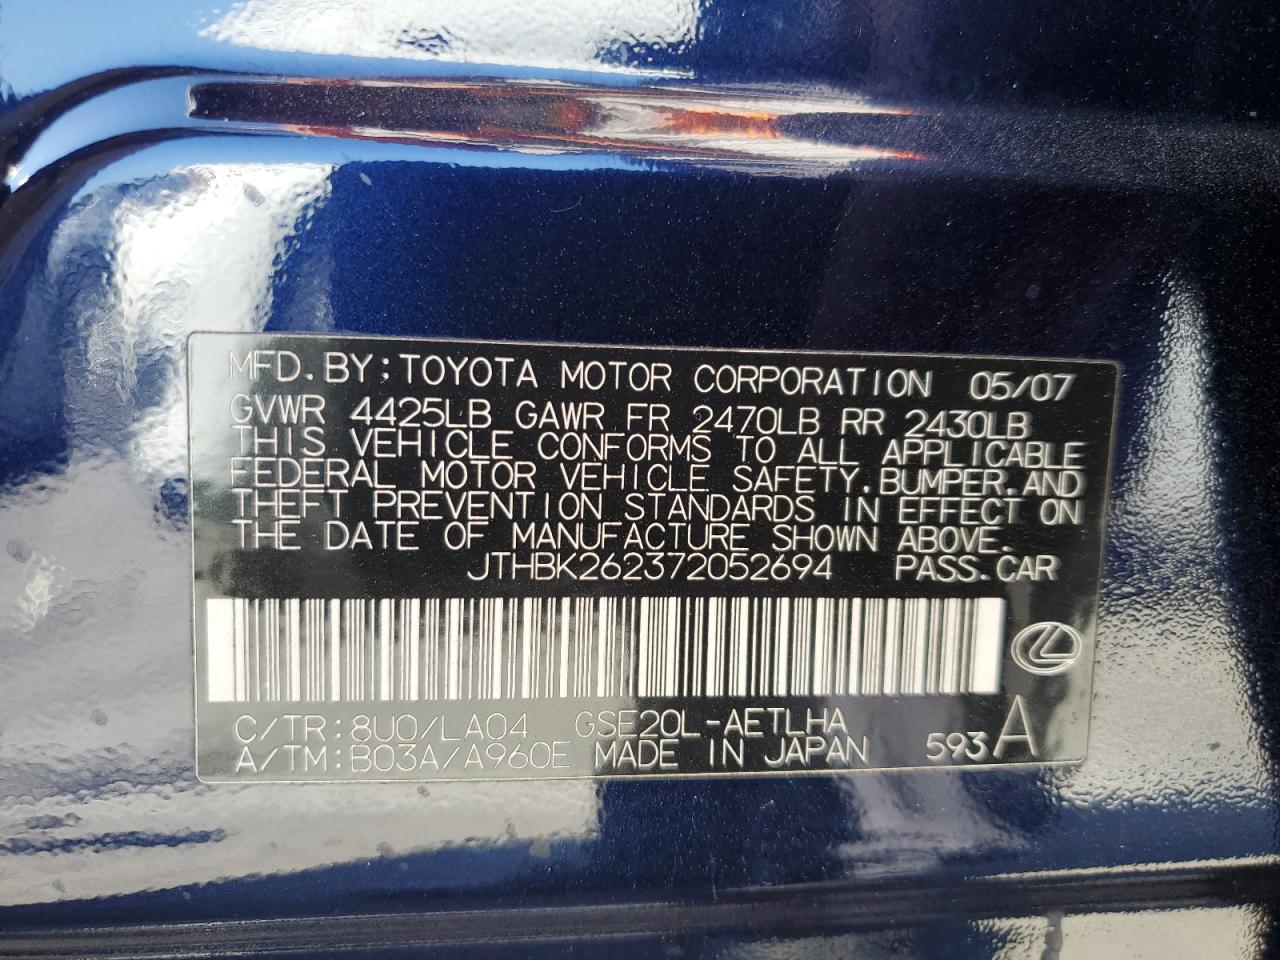 MFD. BY: TOYOTA MOTOR CORPORATION 05/07
GVWR 4425LB GAWR FR 2470LB RR 2430LB
THIS VEHICLE CONFORMS TO ALL APPLICABLE
FEDERAL MOTOR VEHICLE SAFETY, BUMPER, AND
THEFT PREVENTION STANDARDS IN EFFECT ON
THE DATE OF MANUFACTURE SHOWN ABOVE.
JTHBK262372052694 PASS. CAR
C/TR: 8U0/LA04 GSE20L-AETLHA
A/TM: B03A/A960E MADE IN JAPAN 593 A